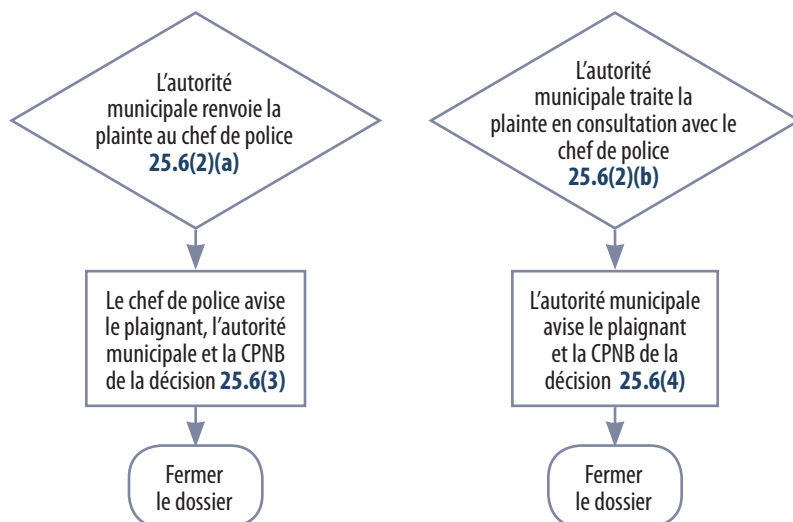 L’autorité
municipale renvoie la
plainte au chef de police
25.6(2)(a)
Le chef de police avise
le plaignant, l’autorité
municipale et la CPNB
de la décision 25.6(3)
Fermer
le dossier
L’autorité
municipale traite la
plainte en consultation avec le
chef de police
25.6(2)(b)
L’autorité municipale
avise le plaignant
et la CPNB de la
décision 25.6(4)
Fermer
le dossier